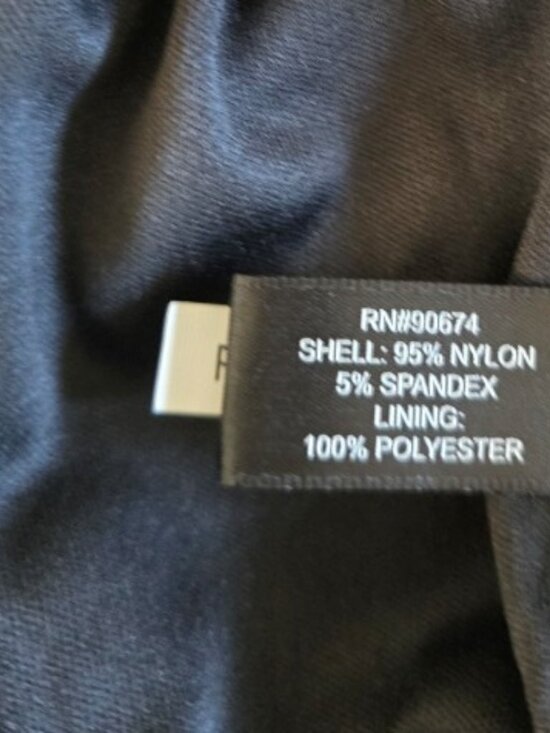 RN#90674
SHELL: 95% NYLON
5% SPANDEX
LINING:
100% POLYESTER